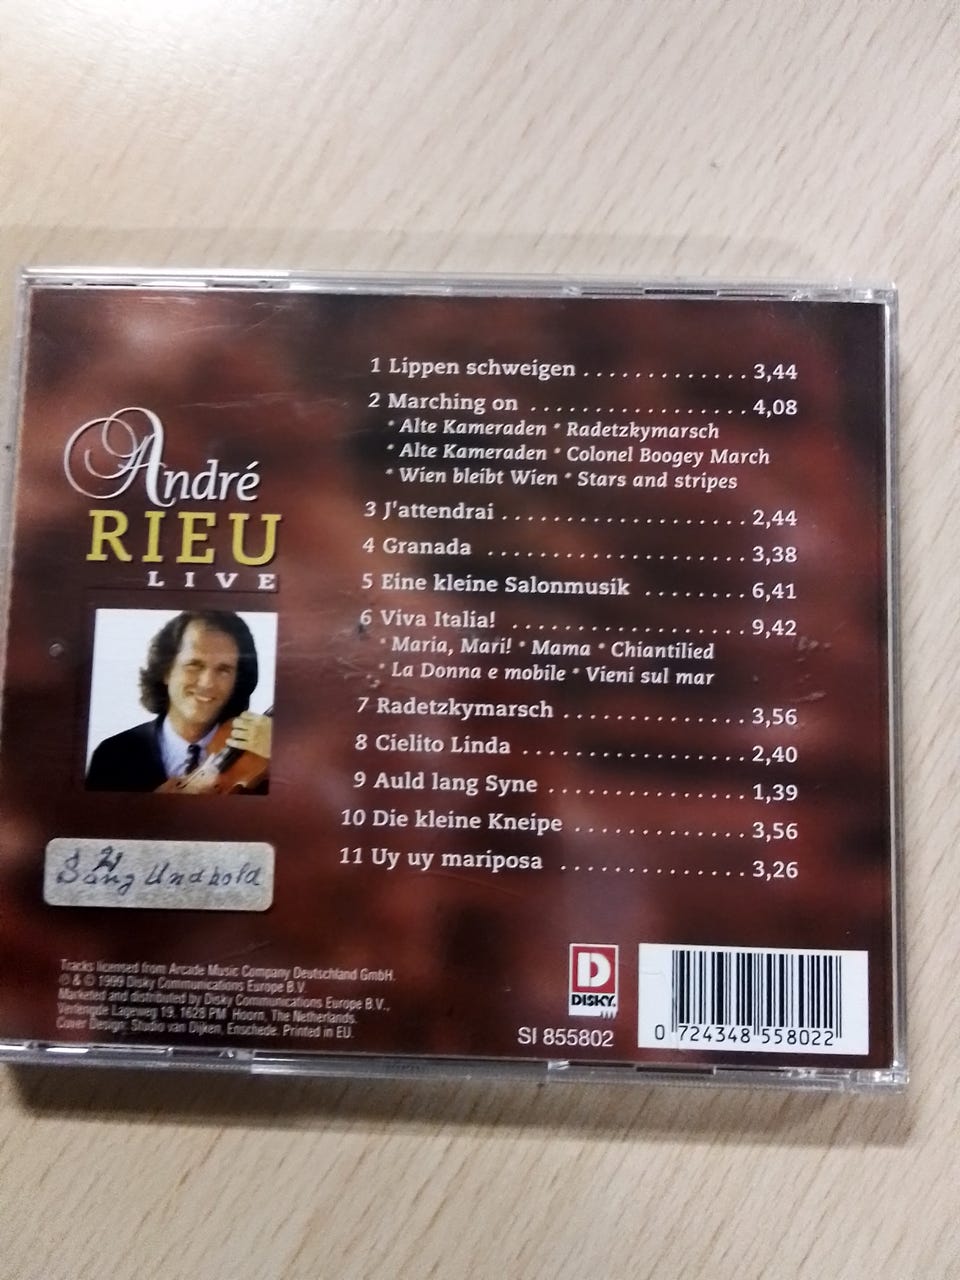 André
RIEU
LIVE
1 Lippen schweigen ............. 3,44
2 Marching on ................. 4,08
* Alte Kameraden * Radetzkymarsch
* Alte Kameraden * Colonel Boogey March
* Wien bleibt Wien * Stars and stripes
3 J'attendrai ................... 2,44
4 Granada .................... 3,38
5 Eine kleine Salonmusik ........ 6,41
6 Viva Italia! .................. 9,42
* Maria, Mari! * Mama * Chiantilied
* La Donna e mobile * Vieni sul mar
7 Radetzkymarsch .............. 3,56
8 Cielito Linda ................. 2,40
9 Auld lang Syne ............... 1,39
10 Die kleine Kneipe ............. 3,56
11 Uy uy mariposa .............. 3,26
Tracks licensed from Arcade Music Company Deutschland GmbH.
℗ & © 1999 Disky Communications Europe B.V.
Marketed and distributed by Disky Communications Europe B.V.,
Verlengde Lageweg 19, 1628 PM Hoorn, The Netherlands.
Cover Design: Studio van Dijken, Enschede. Printed in EU.
D
DISKY.
SI 855802
0 724348 558022